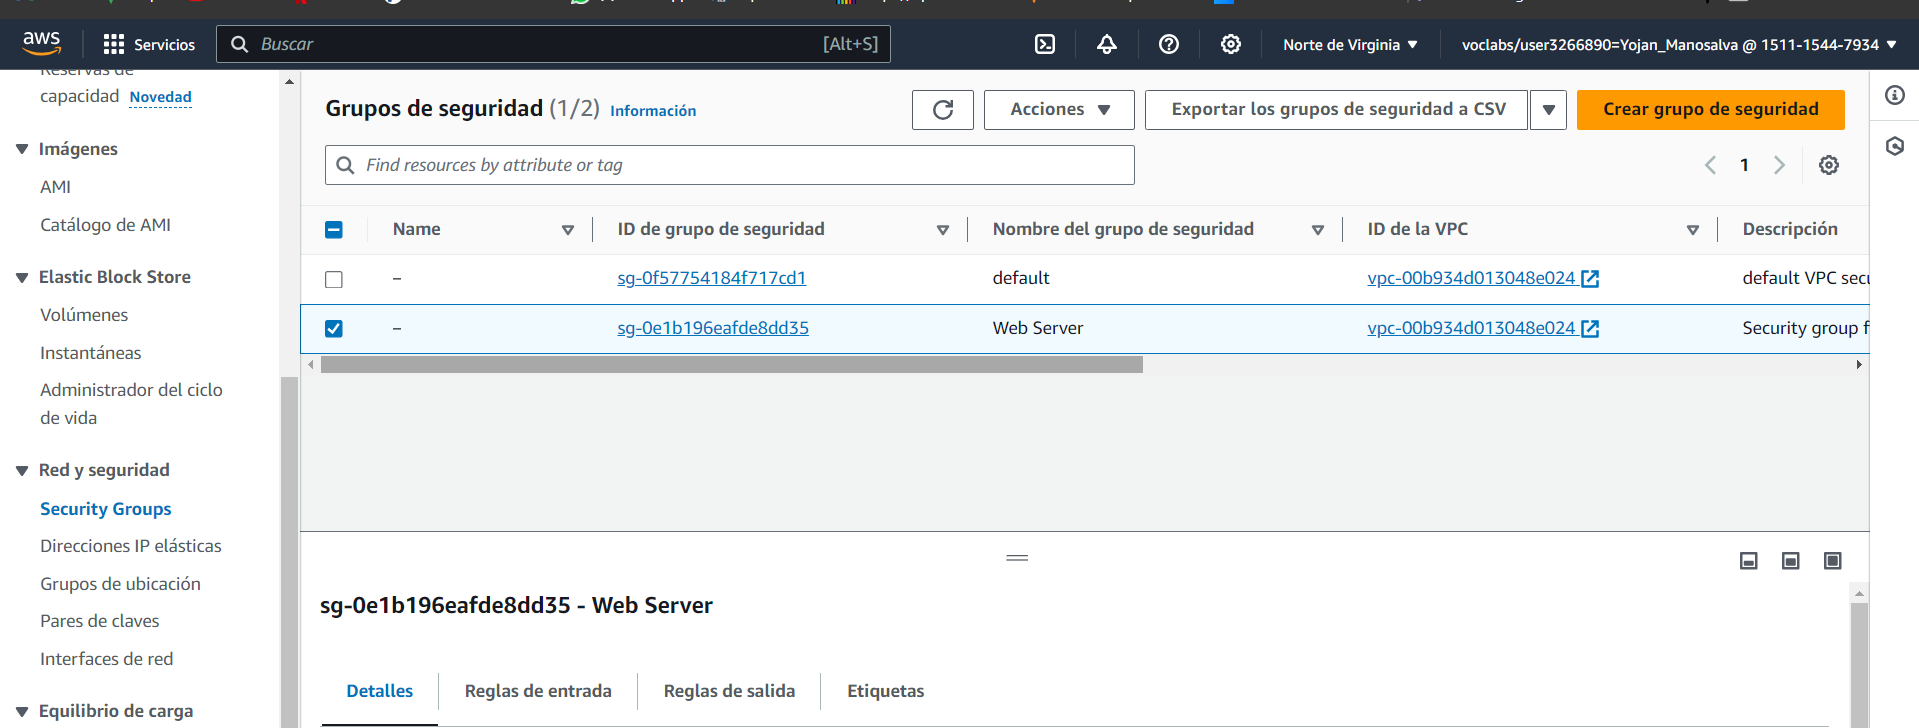 aws
Servicios
Buscar
[Alt+S]
Norte de Virginia
voclabs/user3266890=Yojan_Manosalva @ 1511-1544-7934
Reservas de
capacidad Novedad
Imágenes
AMI
Catálogo de AMI
Elastic Block Store
Volúmenes
Instantáneas
Administrador del ciclo
de vida
Red y seguridad
Security Groups
Direcciones IP elásticas
Grupos de ubicación
Pares de claves
Interfaces de red
Equilibrio de carga
Grupos de seguridad (1/2) Información
Acciones
Exportar los grupos de seguridad a CSV
Crear grupo de seguridad
Find resources by attribute or tag
1
Name ID de grupo de seguridad Nombre del grupo de seguridad ID de la VPC Descripción
– sg-0f57754184f717cd1 default vpc-00b934d013048e024 default VPC secu
– sg-0e1b196eafde8dd35 Web Server vpc-00b934d013048e024 Security group f
sg-0e1b196eafde8dd35 - Web Server
Detalles
Reglas de entrada
Reglas de salida
Etiquetas